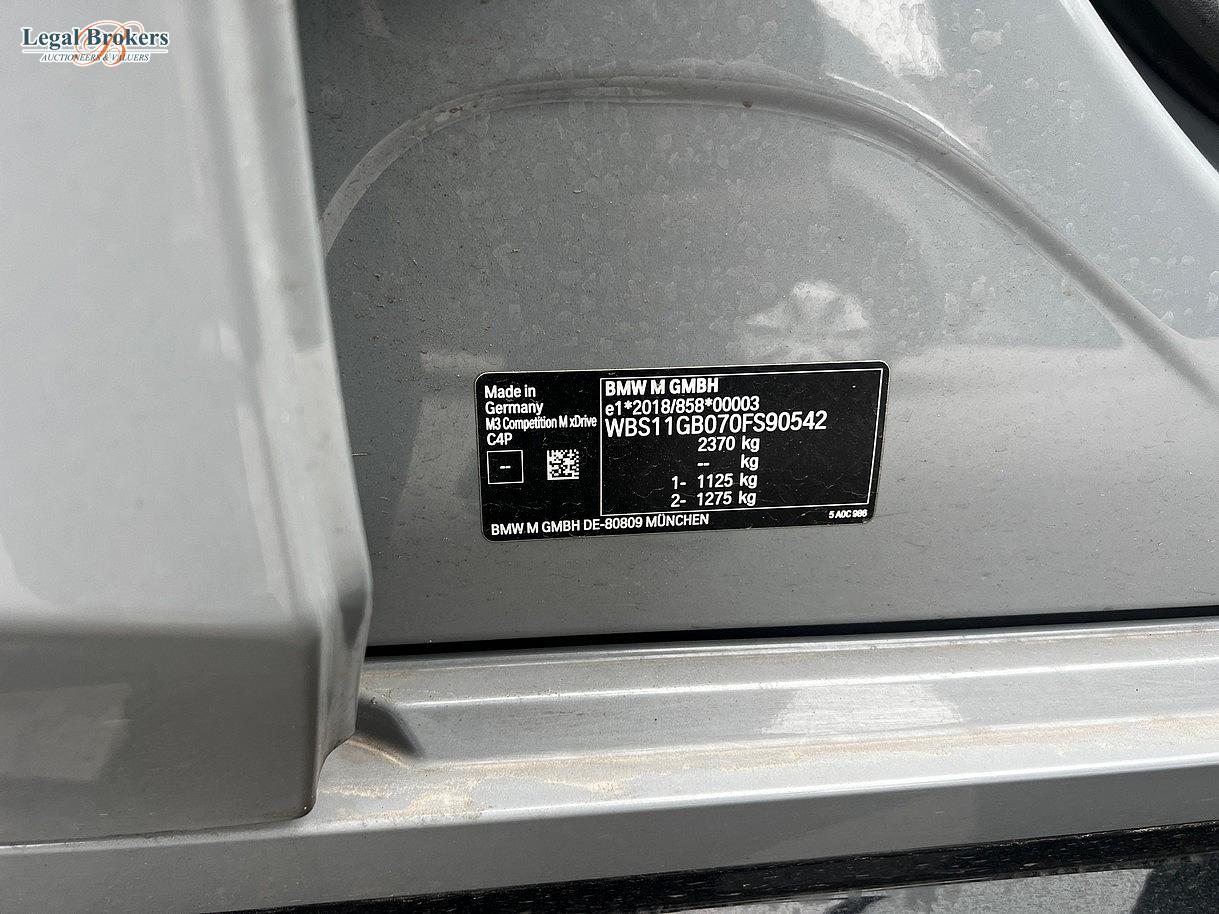 Legal Brokers
AUCTIONEERS & VALUERS
Made in
Germany
M3 Competition M xDrive
C4P
--
BMW M GMBH
e1*2018/858*00003
WBS11GB070FS90542
2370 kg
-- kg
1- 1125 kg
2- 1275 kg
BMW M GMBH DE-80809 MÜNCHEN
5 A0C 986